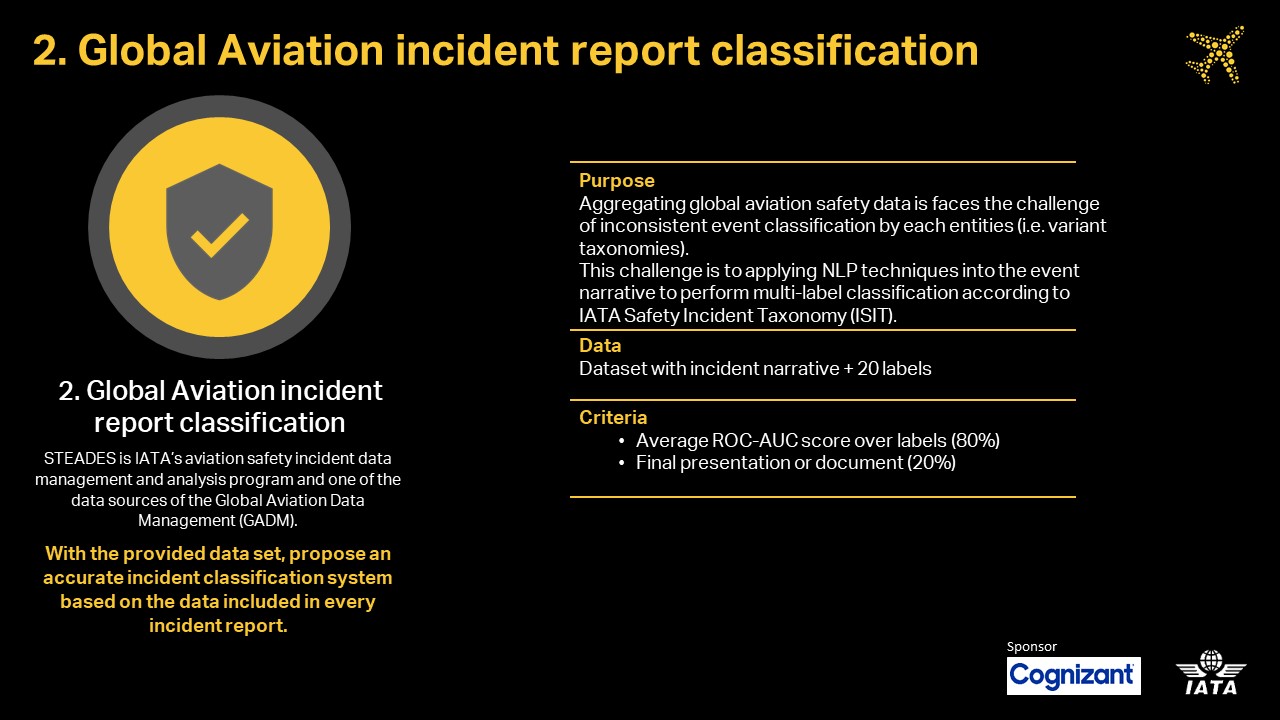 2. Global Aviation incident report classification
2. Global Aviation incident
report classification
STEADES is IATA's aviation safety incident data
management and analysis program and one of the
data sources of the Global Aviation Data
Management (GADM).
With the provided data set, propose an
accurate incident classification system
based on the data included in every
incident report.
Purpose
Aggregating global aviation safety data is faces the challenge
of inconsistent event classification by each entities (i.e. variant
taxonomies).
This challenge is to applying NLP techniques into the event
narrative to perform multi-label classification according to
IATA Safety Incident Taxonomy (ISIT).
Data
Dataset with incident narrative + 20 labels
Criteria
• Average ROC-AUC score over labels (80%)
• Final presentation or document (20%)
Sponsor
Cognizant
IATA